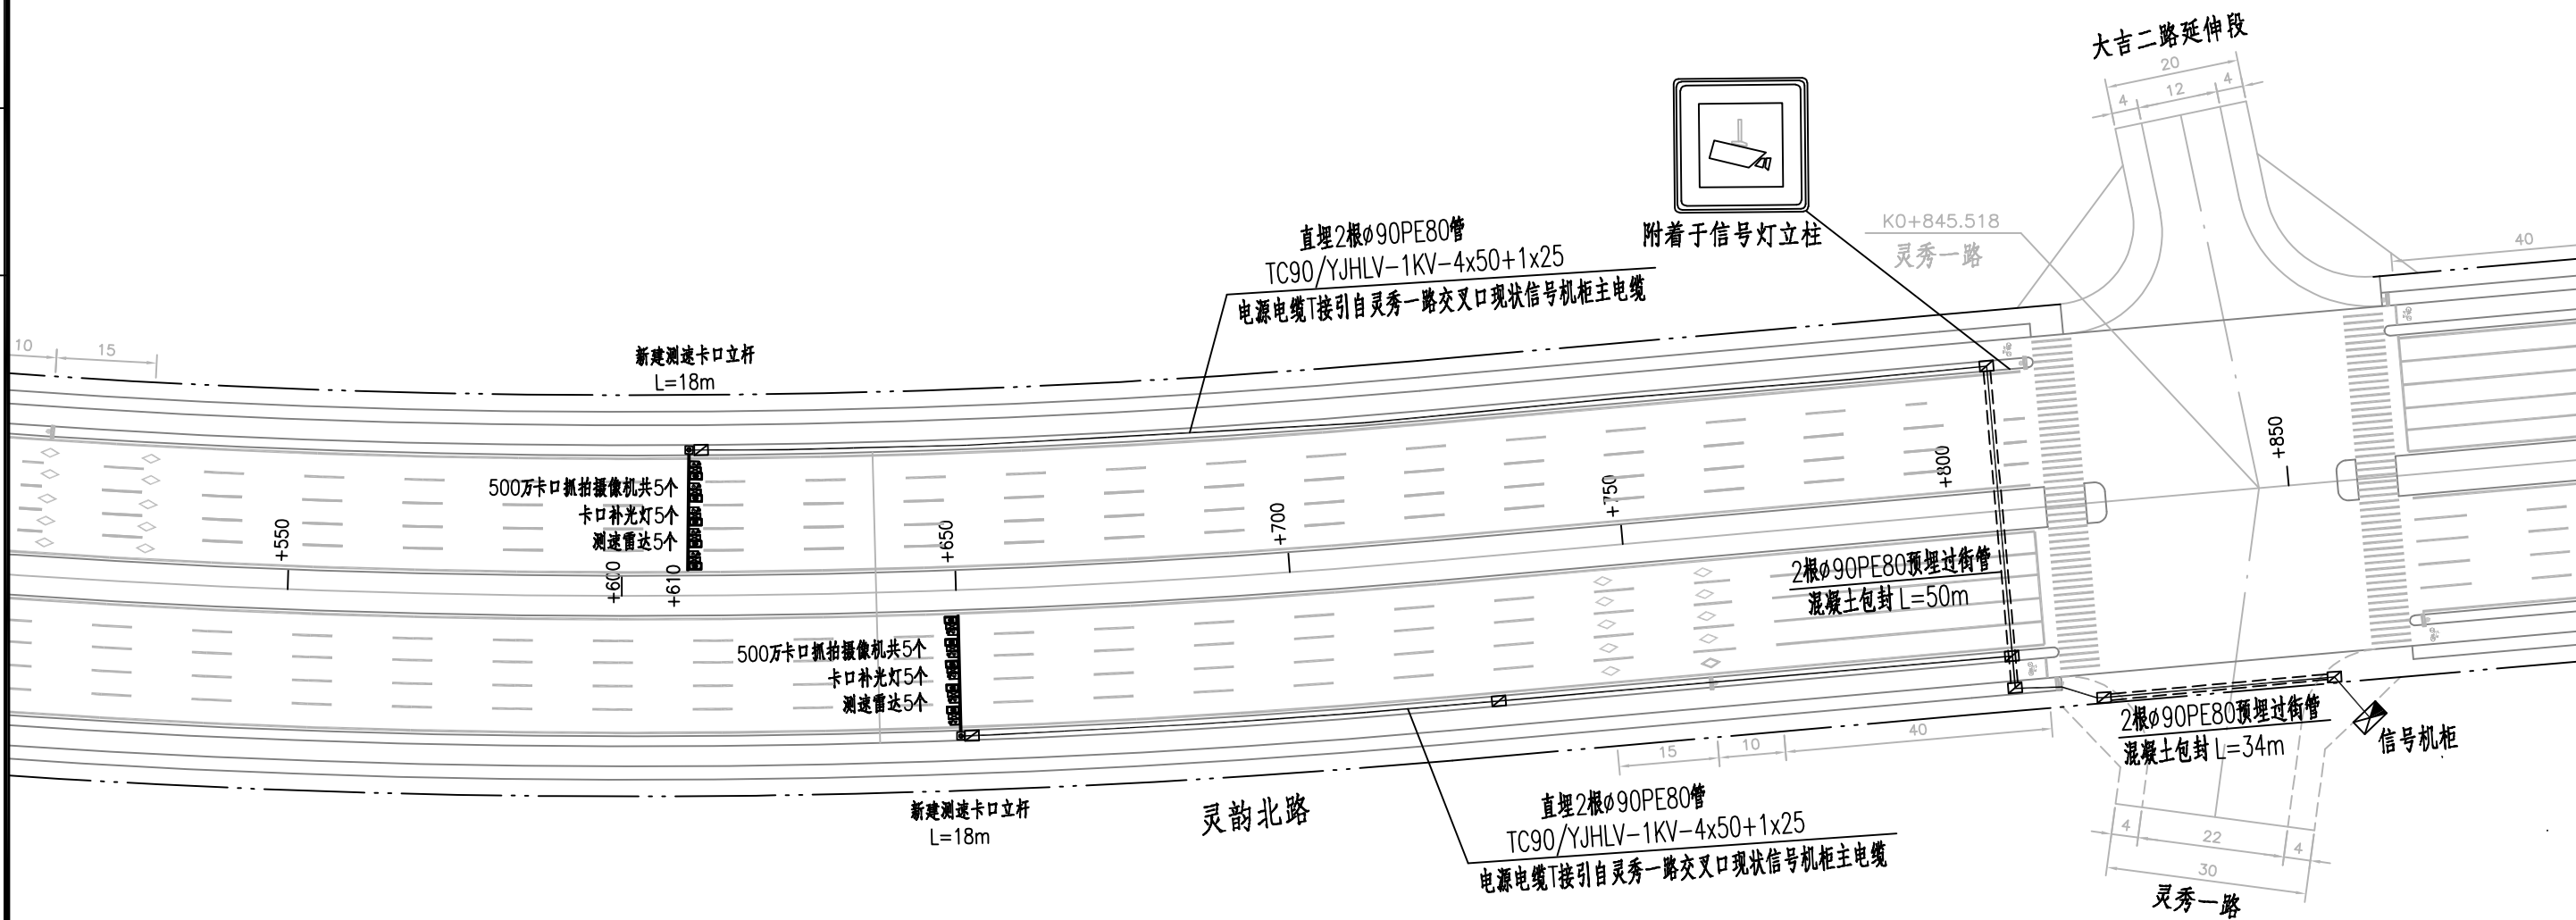 大吉二路延伸段
20
4
12
4
附着于信号灯立柱
K0+845.518
灵秀一路
40
直埋2根∅90PE80管
TC90/YJHLV-1KV-4x50+1x25
电源电缆T接引自灵秀一路交叉口现状信号机柜主电缆
10
15
新建测速卡口立杆
L=18m
500万卡口抓拍摄像机共5个
卡口补光灯5个
测速雷达5个
+550
+600
+610
+650
+700
+750
+800
+850
2根∅90PE80预埋过街管
混凝土包封 L=50m
500万卡口抓拍摄像机共5个
卡口补光灯5个
测速雷达5个
2根∅90PE80预埋过街管
混凝土包封 L=34m
信号机柜
15
10
40
新建测速卡口立杆
L=18m
灵韵北路
直埋2根∅90PE80管
TC90/YJHLV-1KV-4x50+1x25
电源电缆T接引自灵秀一路交叉口现状信号机柜主电缆
4
22
4
30
灵秀一路